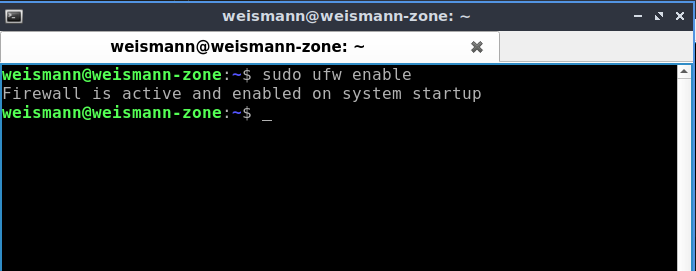 weismann@weismann-zone: ~
weismann@weismann-zone: ~
weismann@weismann-zone:~$ sudo ufw enable
Firewall is active and enabled on system startup
weismann@weismann-zone:~$ _